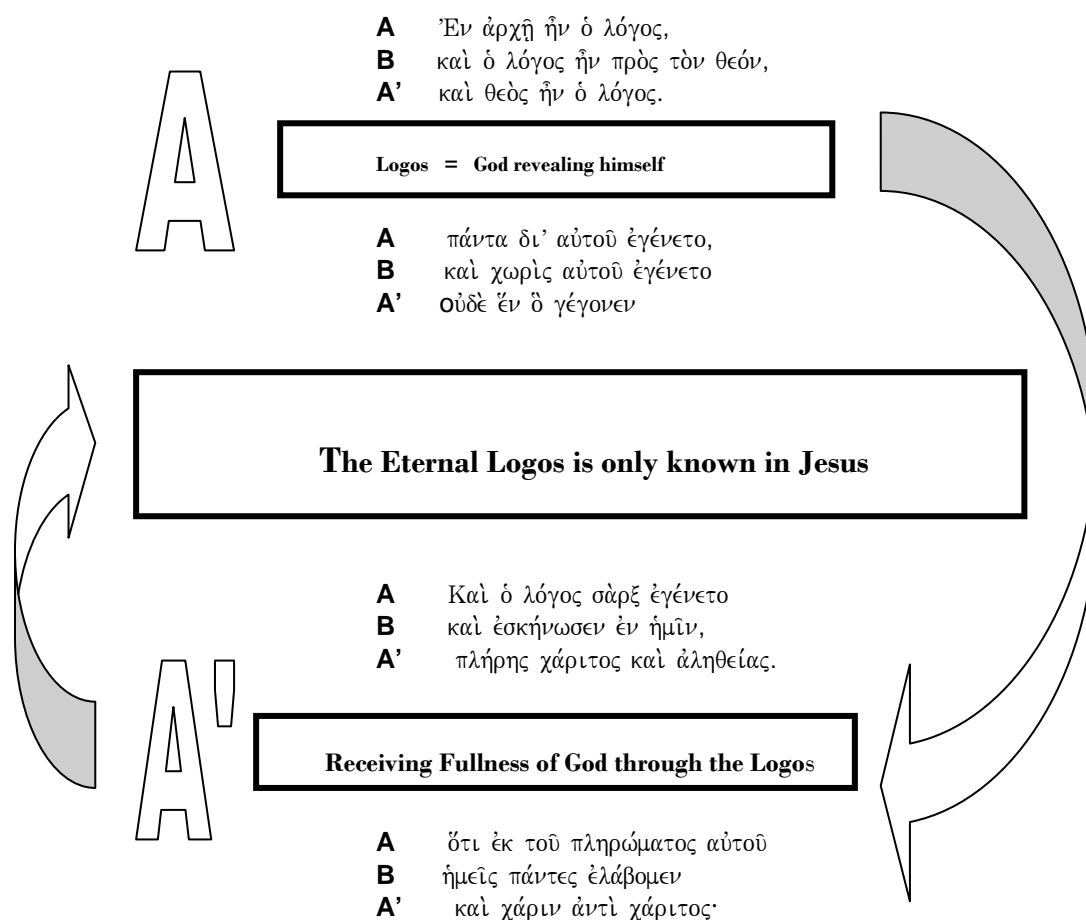 A Ἐν ἀρχῇ ἦν ὁ λόγος,
B καὶ ὁ λόγος ἦν πρὸς τὸν θεόν,
A' καὶ θεὸς ἦν ὁ λόγος.
A
Logos = God revealing himself
A πάντα δι’ αὐτοῦ ἐγένετο,
B καὶ χωρὶς αὐτοῦ ἐγένετο
A' οὐδὲ ἕν ὃ γέγονεν
The Eternal Logos is only known in Jesus
A Καὶ ὁ λόγος σὰρξ ἐγένετο
B καὶ ἐσκήνωσεν ἐν ἡμῖν,
A' πλήρης χάριτος καὶ ἀληθείας.
A'
Receiving Fullness of God through the Logos
A ὅτι ἐκ τοῦ πληρώματος αὐτοῦ
B ἡμεῖς πάντες ἐλάβομεν
A' καὶ χάριν ἀντὶ χάριτος·